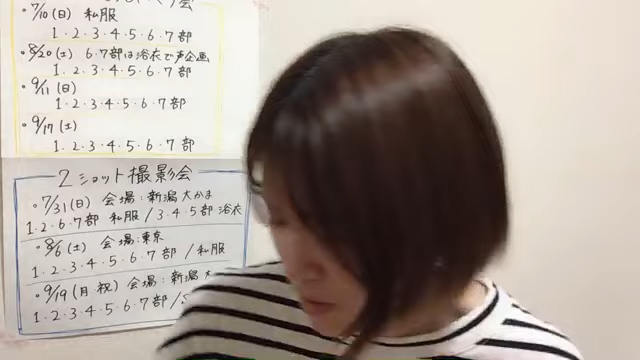 ・7/10(日) 私服
1・2・3・4・5・6・7部
・8/20(土) 6・7部は浴衣で声企画
1・2・3・4・5・6・7部
・9/11(日)
1・2・3・4・5・6・7部
・9/17(土)
1・2・3・4・5・6・7部
2ショット撮影会
・7/31(日) 会場:新潟 大かま
1・2・6・7部 私服/3・4・5部 浴衣
・8/6(土) 会場:東京
1・2・3・4・5・6・7部/私服
・9/19(月 祝) 会場:新潟 大
1・2・3・4・5・6・7部/